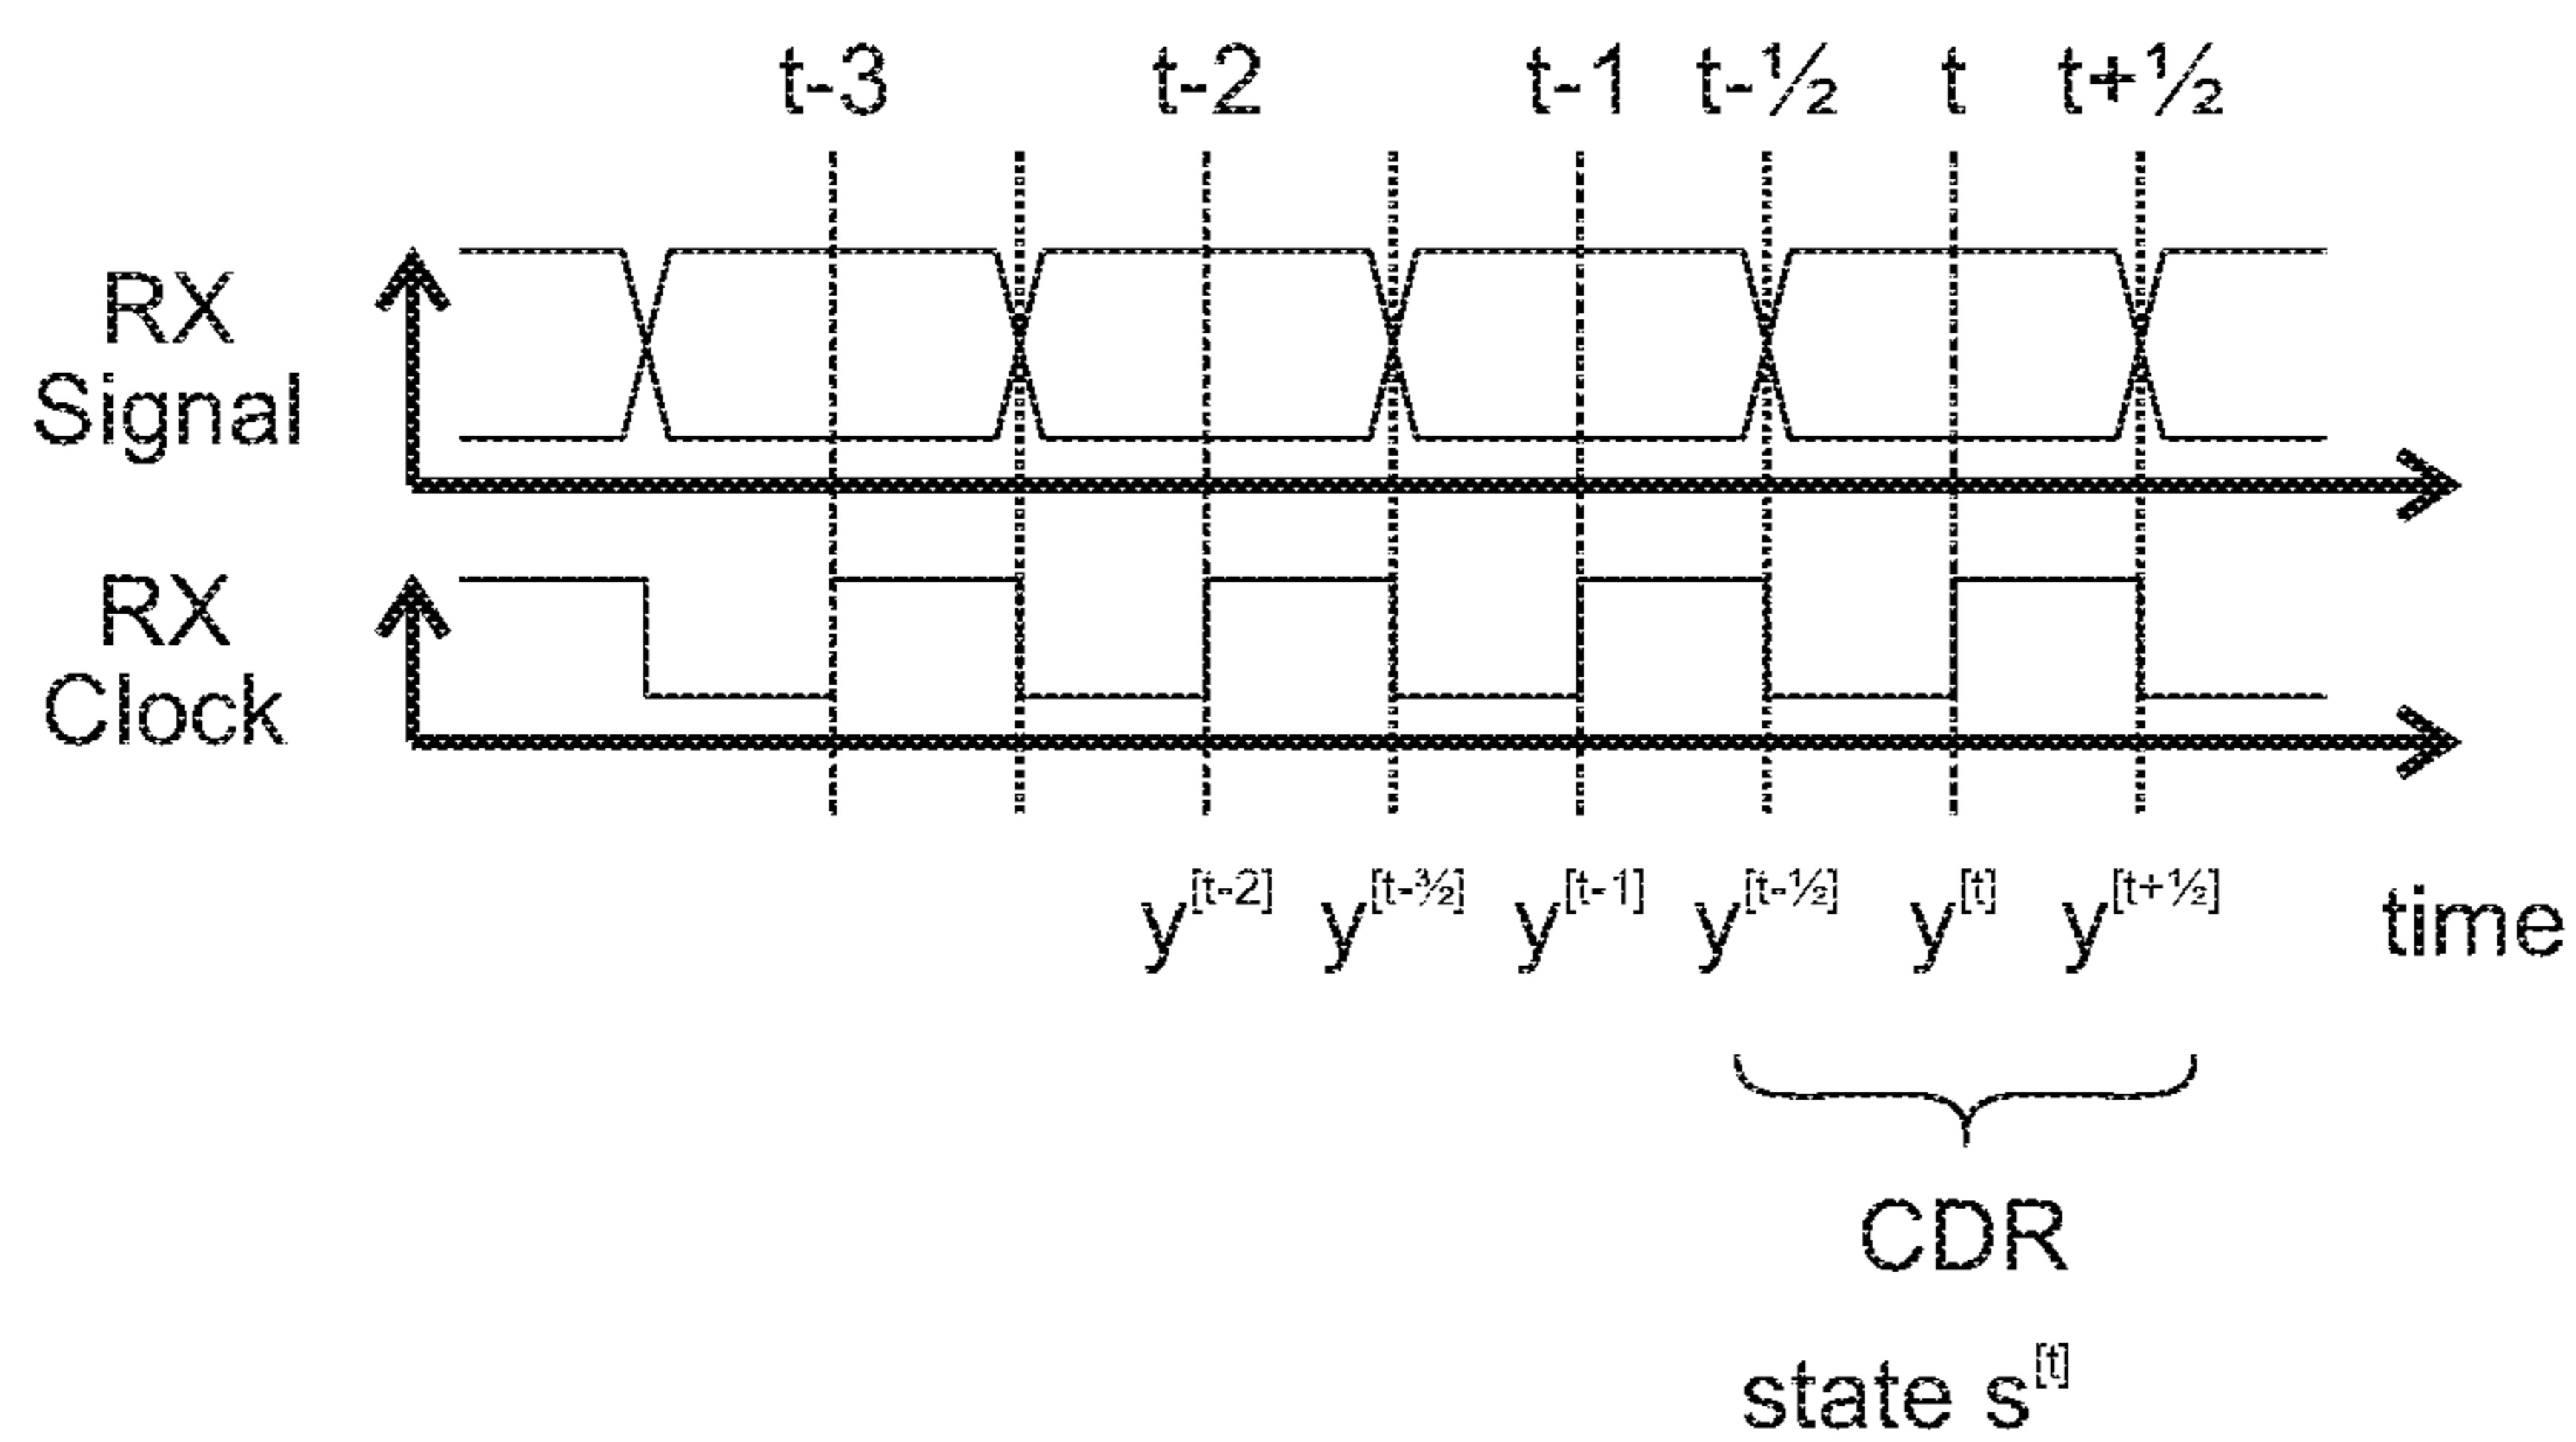 t-3 t-2 t-1 t-½ t t+½
RX
Signal
RX
Clock
y[t-2] y[t-³⁄₂] y[t-1] y[t-½] y[t] y[t+½] time
CDR
state s[t]